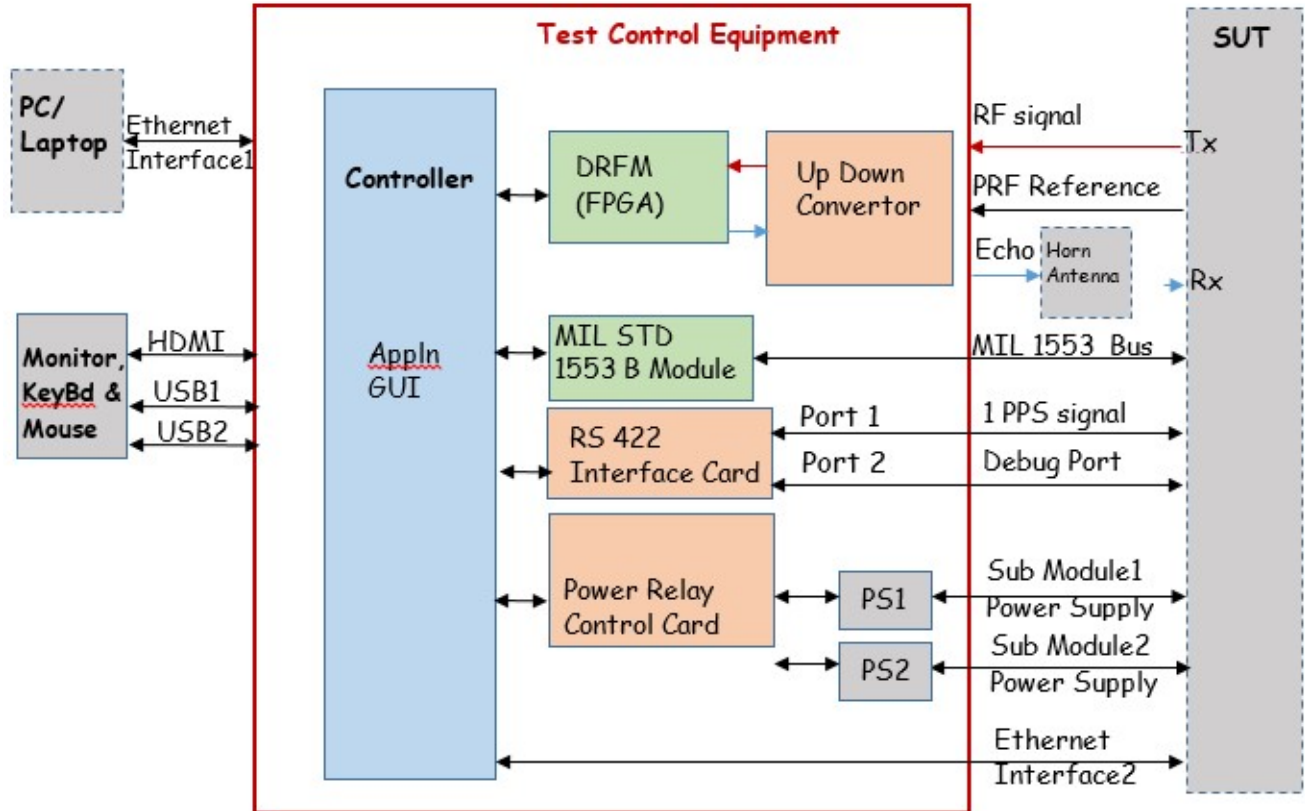 Test Control Equipment
SUT
PC/
Laptop
Ethernet
Interface1
Controller
Appln
GUI
DRFM
(FPGA)
Up Down
Convertor
RF signal
Tx
PRF Reference
Echo
Horn
Antenna
Rx
Monitor,
KeyBd &
Mouse
HDMI
USB1
USB2
MIL STD
1553 B Module
MIL 1553 Bus
RS 422
Interface Card
Port 1
1 PPS signal
Port 2
Debug Port
Power Relay
Control Card
PS1
Sub Module1
Power Supply
PS2
Sub Module2
Power Supply
Ethernet
Interface2